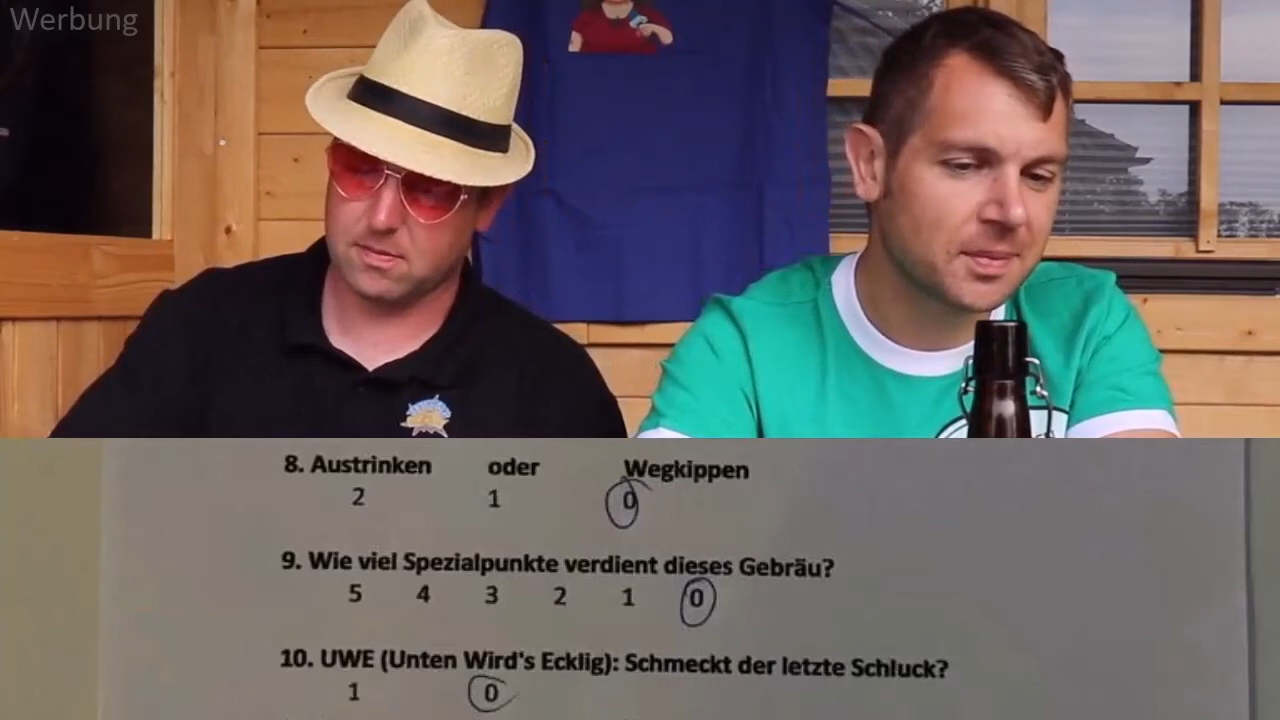 Werbung
8. Austrinken oder Wegkippen
2 1 0
9. Wie viel Spezialpunkte verdient dieses Gebräu?
5 4 3 2 1 0
10. UWE (Unten Wird's Ecklig): Schmeckt der letzte Schluck?
1 0